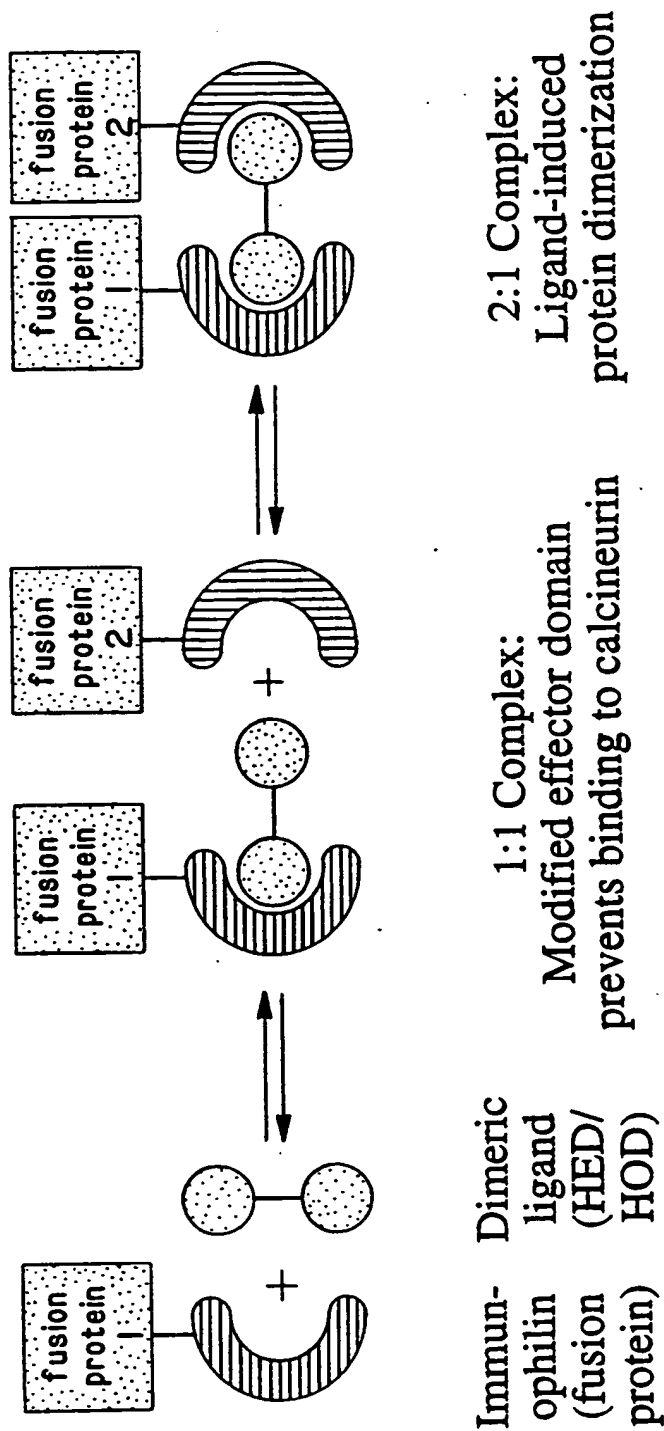 fusion
protein
1
fusion
protein
1
fusion
protein
2
fusion
protein
1
fusion
protein
2
+
+
Immun-
ophilin
(fusion
protein)
Dimeric
ligand
(HED/
HOD)
1:1 Complex:
Modified effector domain
prevents binding to calcineurin
2:1 Complex:
Ligand-induced
protein dimerization